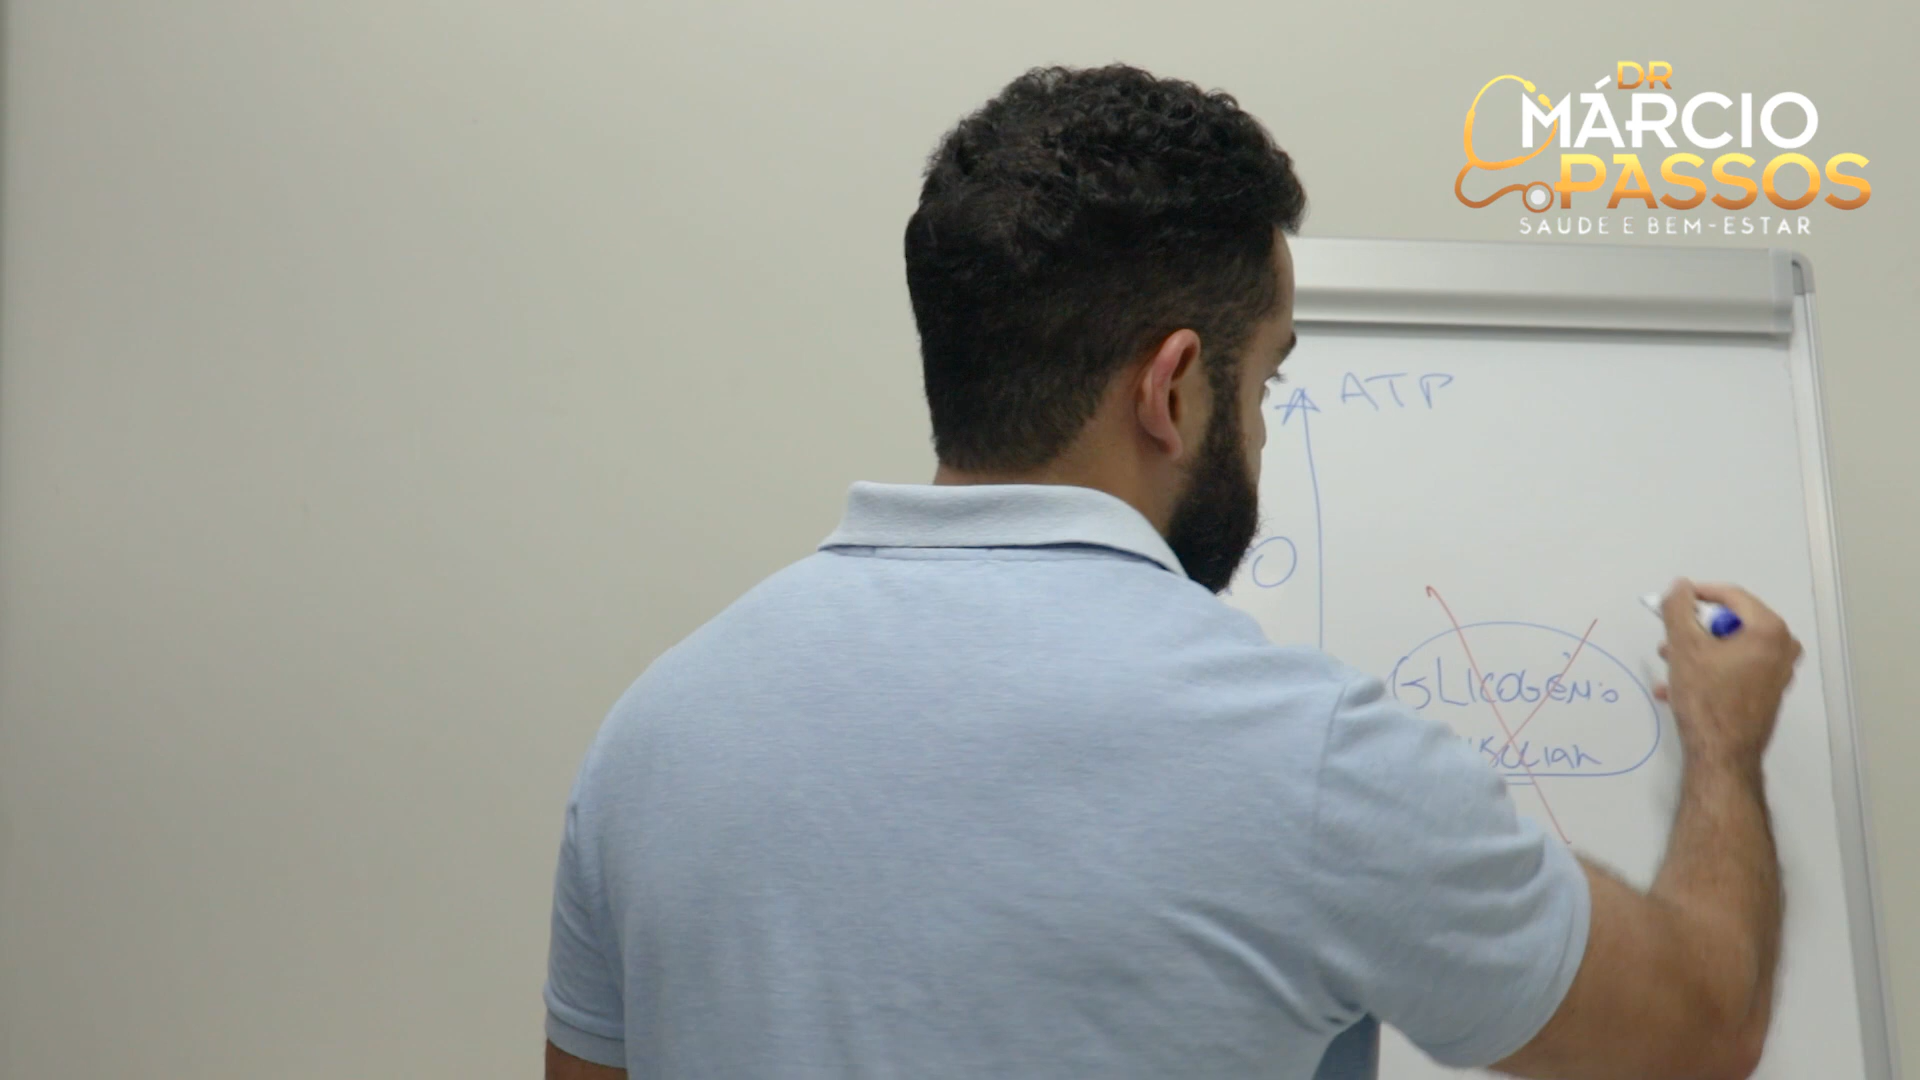 DR
MÁRCIO
PASSOS
SAUDE E BEM-ESTAR
ATP
O
GLICOGÊNIO